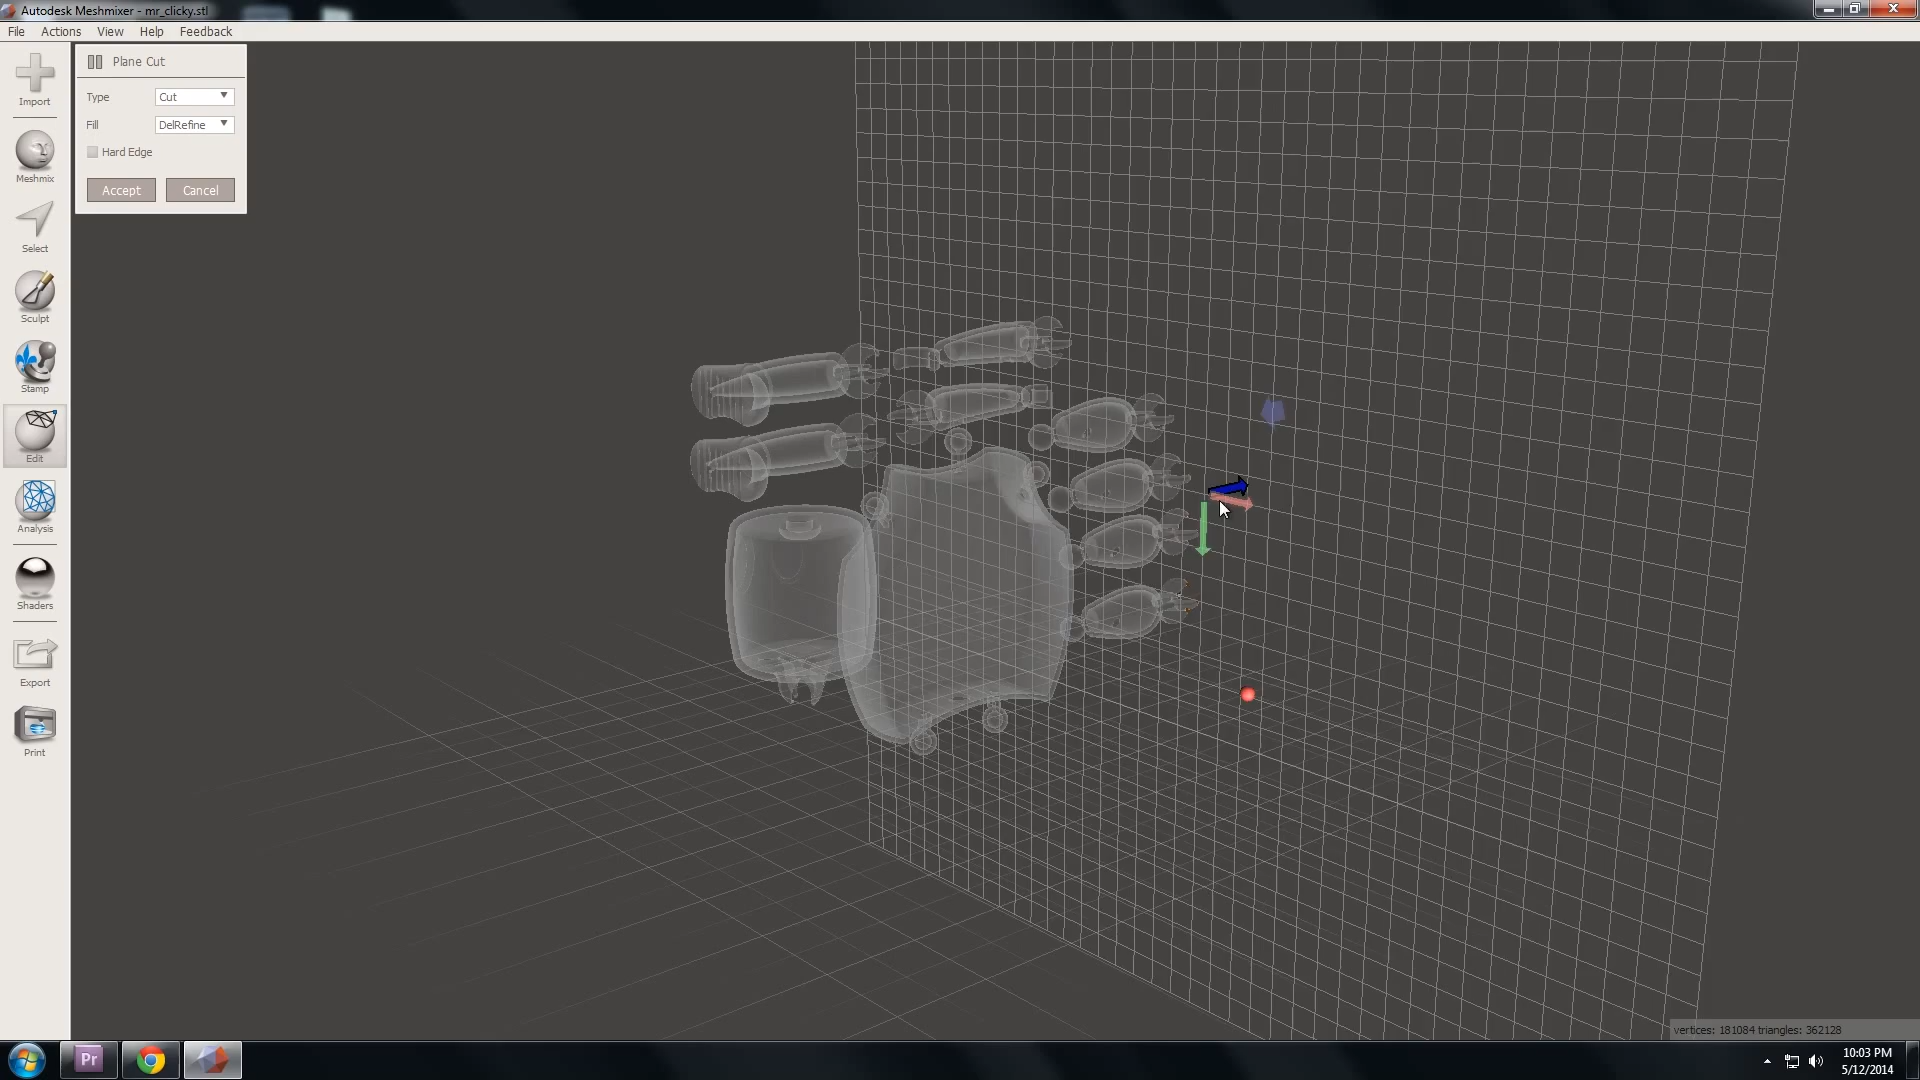 Autodesk Meshmixer - mr_clicky.stl
File Actions View Help Feedback
Import
Meshmix
Select
Sculpt
Stamp
Edit
Analysis
Shaders
Export
Print
Plane Cut
Type Cut
Fill DelRefine
Hard Edge
Accept Cancel
vertices: 181084 triangles: 362128
Pr
10:03 PM
5/12/2014